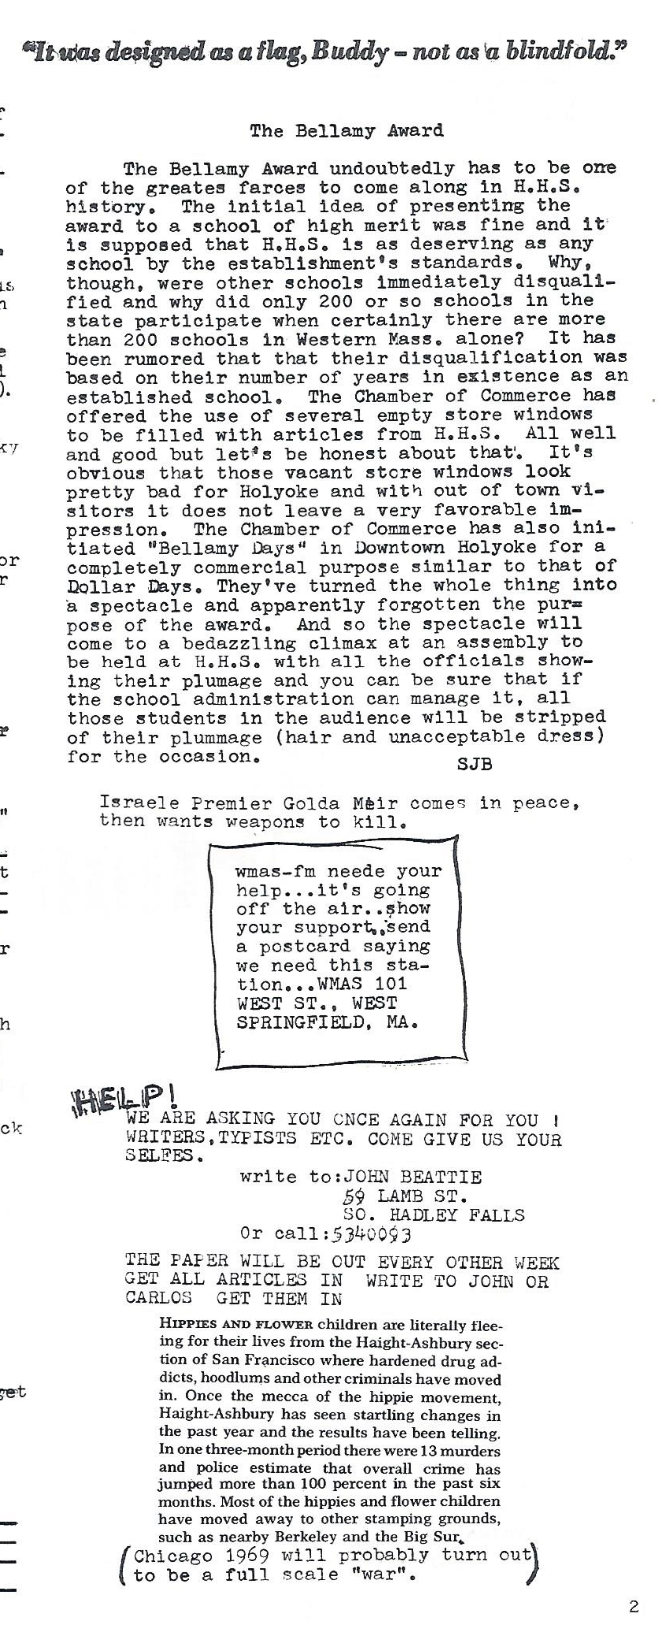 "It was designed as a flag, Buddy – not as a blindfold."
The Bellamy Award
The Bellamy Award undoubtedly has to be one
of the greates farces to come along in H.H.S.
history. The initial idea of presenting the
award to a school of high merit was fine and it
is supposed that H.H.S. is as deserving as any
school by the establishment's standards. Why,
though, were other schools immediately disquali-
fied and why did only 200 or so schools in the
state participate when certainly there are more
than 200 schools in Western Mass. alone? It has
been rumored that that their disqualification was
based on their number of years in existence as an
established school. The Chamber of Commerce has
offered the use of several empty store windows
to be filled with articles from H.H.S. All well
and good but let's be honest about that. It's
obvious that those vacant store windows look
pretty bad for Holyoke and with out of town vi-
sitors it does not leave a very favorable im-
pression. The Chamber of Commerce has also ini-
tiated "Bellamy Days" in Downtown Holyoke for a
completely commercial purpose similar to that of
Dollar Days. They've turned the whole thing into
a spectacle and apparently forgotten the pur=
pose of the award. And so the spectacle will
come to a bedazzling climax at an assembly to
be held at H.H.S. with all the officials show-
ing their plumage and you can be sure that if
the school administration can manage it, all
those students in the audience will be stripped
of their plummage (hair and unacceptable dress)
for the occasion. SJB
Israele Premier Golda Meir comes in peace,
then wants weapons to kill.
wmas-fm neede your
help...it's going
off the air..show
your support,.send
a postcard saying
we need this sta-
tion...WMAS 101
WEST ST., WEST
SPRINGFIELD, MA.
HELP!
WE ARE ASKING YOU ONCE AGAIN FOR YOU !
WRITERS,TYPISTS ETC. COME GIVE US YOUR
SELFES.
write to:JOHN BEATTIE
59 LAMB ST.
SO. HADLEY FALLS
Or call:5340093
THE PAPER WILL BE OUT EVERY OTHER WEEK
GET ALL ARTICLES IN WRITE TO JOHN OR
CARLOS GET THEM IN
HIPPIES AND FLOWER children are literally flee-
ing for their lives from the Haight-Ashbury sec-
tion of San Francisco where hardened drug ad-
dicts, hoodlums and other criminals have moved
in. Once the mecca of the hippie movement,
Haight-Ashbury has seen startling changes in
the past year and the results have been telling.
In one three-month period there were 13 murders
and police estimate that overall crime has
jumped more than 100 percent in the past six
months. Most of the hippies and flower children
have moved away to other stamping grounds,
such as nearby Berkeley and the Big Sur.
(Chicago 1969 will probably turn out
to be a full scale "war".)
2